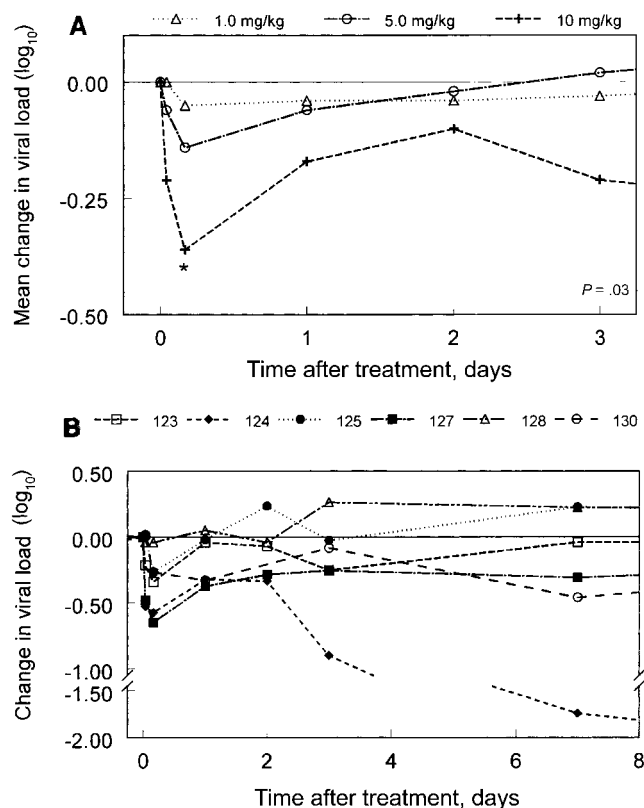 A
1.0 mg/kg 5.0 mg/kg 10 mg/kg
Mean change in viral load (log10)
0.00
-0.25
-0.50
*
P = .03
0 1 2 3
Time after treatment, days
B
123 124 125 127 128 130
Change in viral load (log10)
0.50
0.00
-0.50
-1.00
-1.50
-2.00
0 2 4 6 8
Time after treatment, days